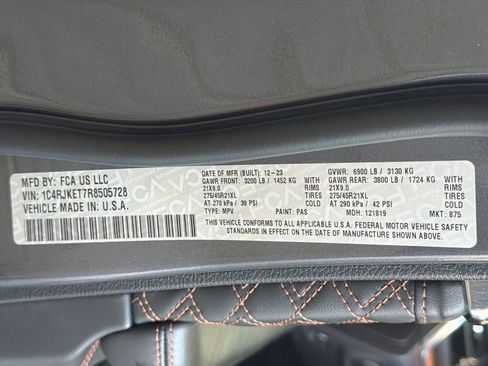 MFD BY: FCA US LLC
VIN: 1C4RJKET7R8505728
VEHICLE MADE IN: U.S.A.
DATE OF MFR (BUILT): 12-23 GVWR: 6900 LB / 3130 KG
GAWR FRONT: 3200 LB / 1452 KG GAWR REAR: 3800 LB / 1724 KG
21X9.0 RIMS 21X9.0 RIMS
275/45R21XL TIRES 275/45R21XL TIRES
AT 270 kPa / 39 PSI COLD AT 290 kPa / 42 PSI COLD
TYPE: MPV PAINT: PAS MDH: 121819 MKT: 875
THIS VEHICLE CONFORMS TO ALL APPLICABLE U.S.A. FEDERAL MOTOR VEHICLE SAFETY
STANDARDS IN EFFECT ON THE DATE OF MANUFACTURE SHOWN ABOVE.